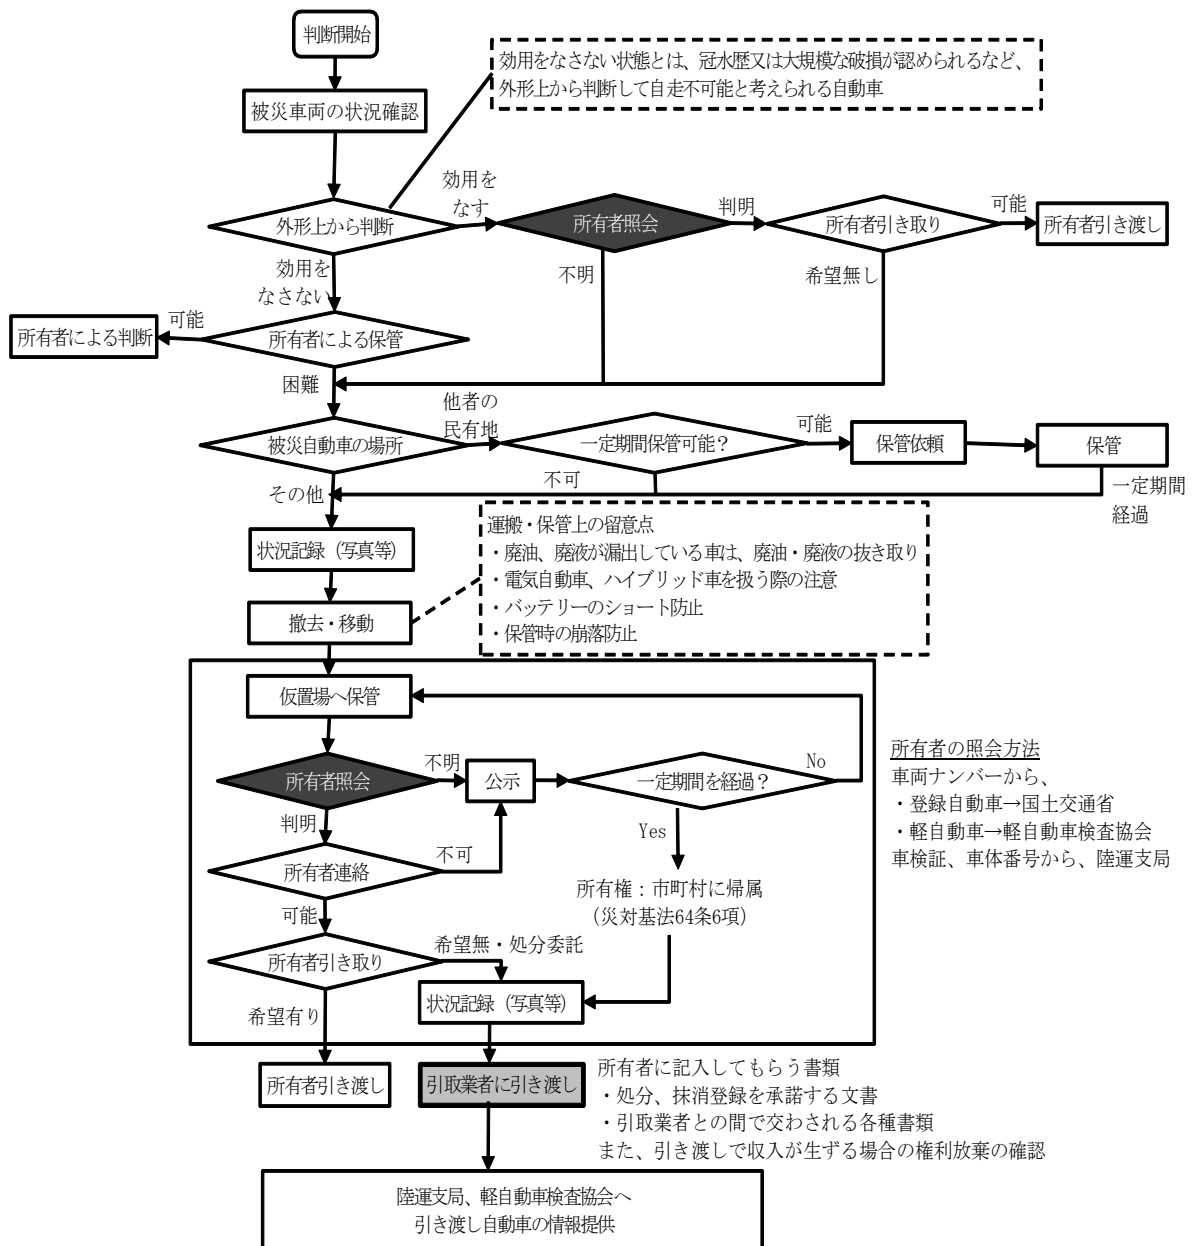 判断開始
効用をなさない状態とは、冠水歴又は大規模な破損が認められるなど、
外形上から判断して自走不可能と考えられる自動車
被災車両の状況確認
効用を
なす
外形上から判断
所有者照会
判明
所有者引き取り
可能
所有者引き渡し
効用を
なさない
不明
希望無し
所有者による判断
可能
所有者による保管
困難
他者の
民有地
被災自動車の場所
一定期間保管可能？
可能
保管依頼
保管
その他
不可
一定期間
経過
状況記録（写真等）
運搬・保管上の留意点
・廃油、廃液が漏出している車は、廃油・廃液の抜き取り
・電気自動車、ハイブリッド車を扱う際の注意
・バッテリーのショート防止
・保管時の崩落防止
撤去・移動
仮置場へ保管
所有者照会
不明
公示
一定期間を経過？
No
所有者の照会方法
車両ナンバーから、
・登録自動車→国土交通省
・軽自動車→軽自動車検査協会
車検証、車体番号から、陸運支局
判明
Yes
所有者連絡
不可
所有権：市町村に帰属
（災対基法64条6項）
可能
所有者引き取り
希望無・処分委託
状況記録（写真等）
希望有り
所有者引き渡し
引取業者に引き渡し
所有者に記入してもらう書類
・処分、抹消登録を承諾する文書
・引取業者との間で交わされる各種書類
また、引き渡しで収入が生ずる場合の権利放棄の確認
陸運支局、軽自動車検査協会へ
引き渡し自動車の情報提供